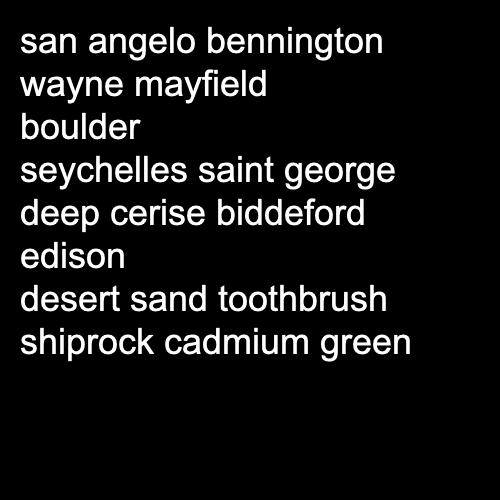 san angelo bennington
wayne mayfield
boulder
seychelles saint george
deep cerise biddeford
edison
desert sand toothbrush
shiprock cadmium green